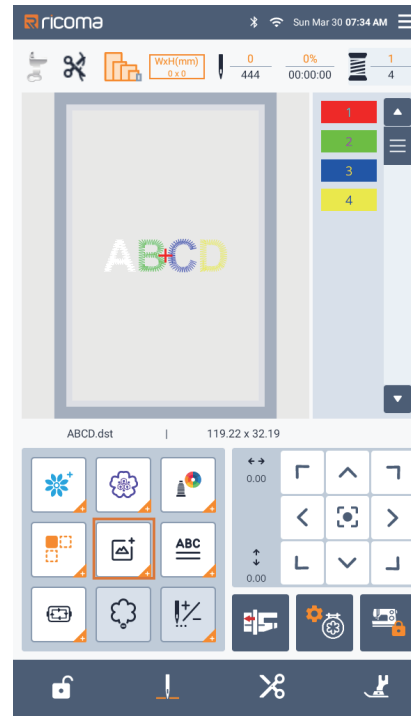 ricoma
Sun Mar 30 07:34 AM
WxH(mm)
0 x 0
0
444
0%
00:00:00
1
4
1
2
3
4
ABCD
ABCD.dst | 119.22 x 32.19
0.00
ABC
0.00